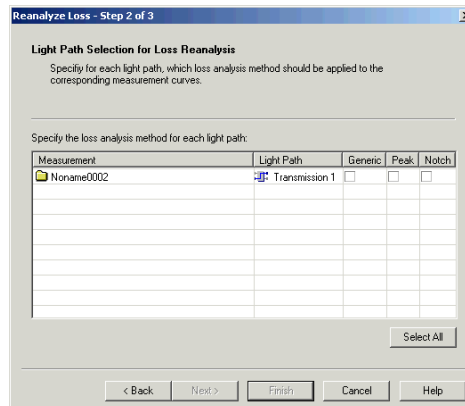 Reanalyze Loss - Step 2 of 3
Light Path Selection for Loss Reanalysis
Specifiy for each light path, which loss analysis method should be applied to the
corresponding measurement curves.
Specify the loss analysis method for each light path:
Measurement Light Path Generic Peak Notch
Noname0002 Transmission 1
Select All
< Back Next > Finish Cancel Help